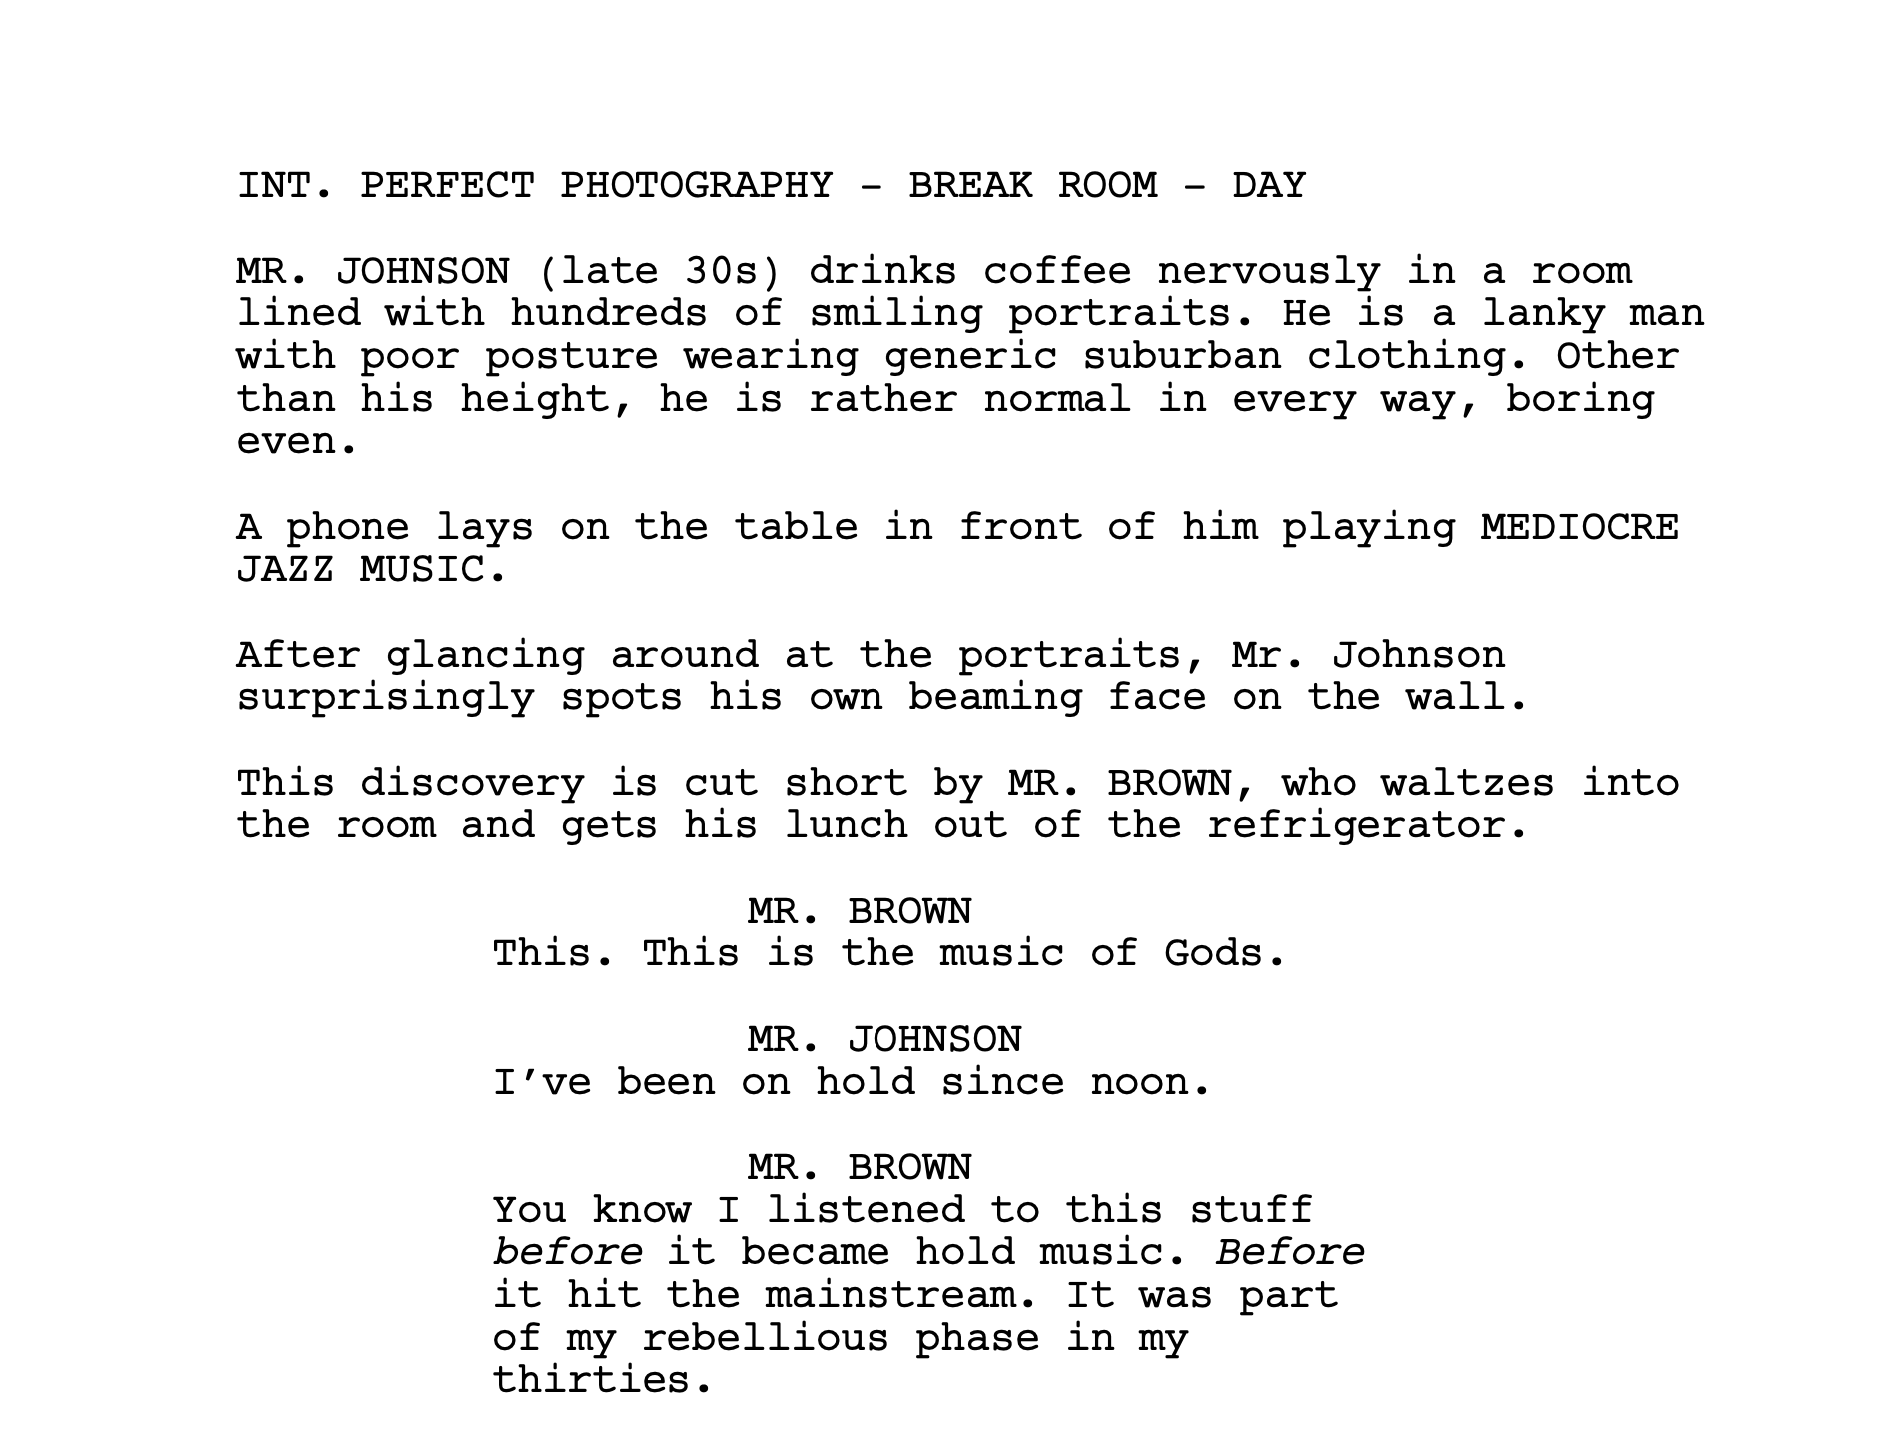 INT. PERFECT PHOTOGRAPHY – BREAK ROOM – DAY
MR. JOHNSON (late 30s) drinks coffee nervously in a room
lined with hundreds of smiling portraits. He is a lanky man
with poor posture wearing generic suburban clothing. Other
than his height, he is rather normal in every way, boring
even.
A phone lays on the table in front of him playing MEDIOCRE
JAZZ MUSIC.
After glancing around at the portraits, Mr. Johnson
surprisingly spots his own beaming face on the wall.
This discovery is cut short by MR. BROWN, who waltzes into
the room and gets his lunch out of the refrigerator.
MR. BROWN
This. This is the music of Gods.
MR. JOHNSON
I’ve been on hold since noon.
MR. BROWN
You know I listened to this stuff
before it became hold music. Before
it hit the mainstream. It was part
of my rebellious phase in my
thirties.